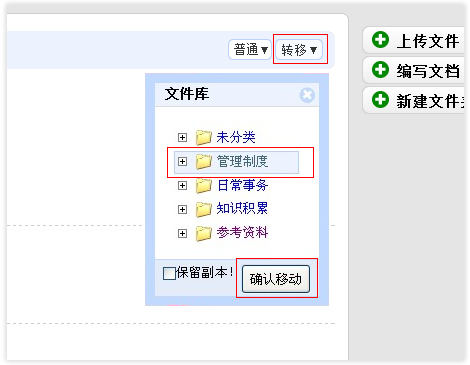 普通▼ 转移▼
上传文件
编写文档
新建文件
文件库
未分类
管理制度
日常事务
知识积累
参考资料
保留副本!
确认移动